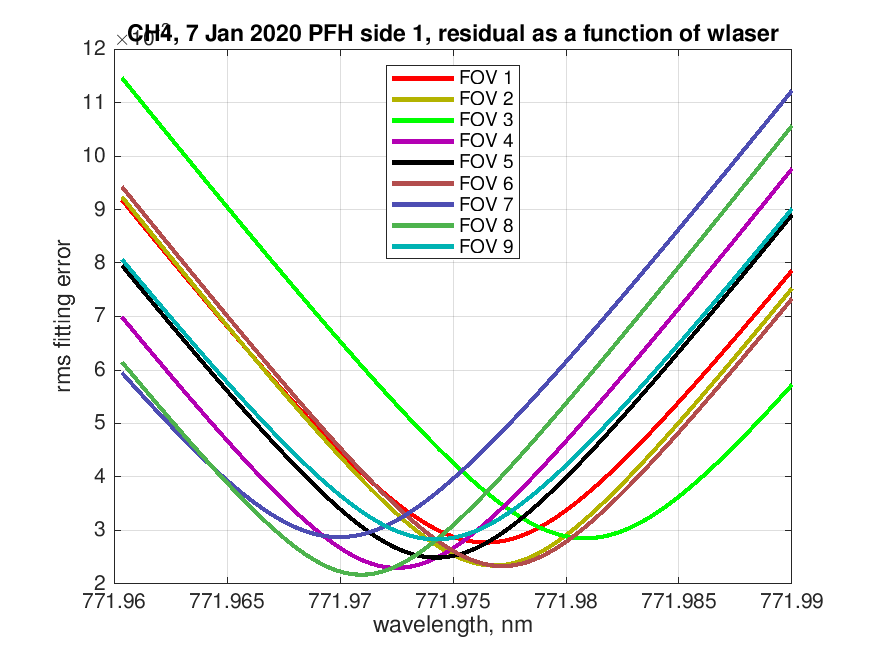 CH4, 7 Jan 2020 PFH side 1, residual as a function of wlaser
12
11
10
9
8
7
6
5
4
3
2
rms fitting error
FOV 1
FOV 2
FOV 3
FOV 4
FOV 5
FOV 6
FOV 7
FOV 8
FOV 9
771.96 771.965 771.97 771.975 771.98 771.985 771.99
wavelength, nm